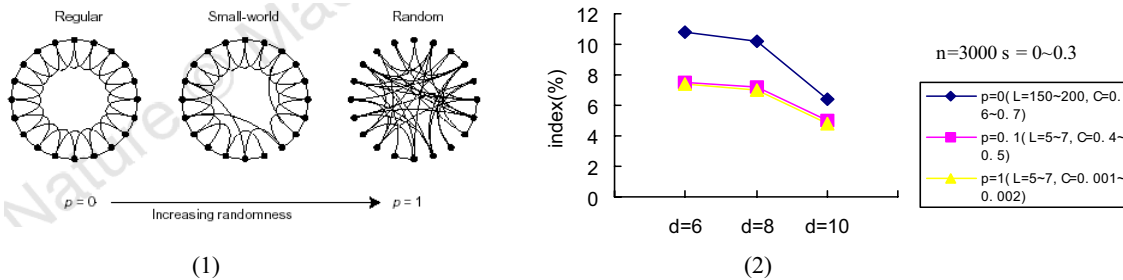 Regular
Small-world
Random
p = 0
Increasing randomness
p = 1
(1)
12
10
8
6
4
2
0
index(%)
d=6
d=8
d=10
n=3000 s = 0~0.3
p=0( L=150~200, C=0.
6~0. 7)
p=0. 1( L=5~7, C=0. 4~
0. 5)
p=1( L=5~7, C=0. 001~
0. 002)
(2)
Nature ©